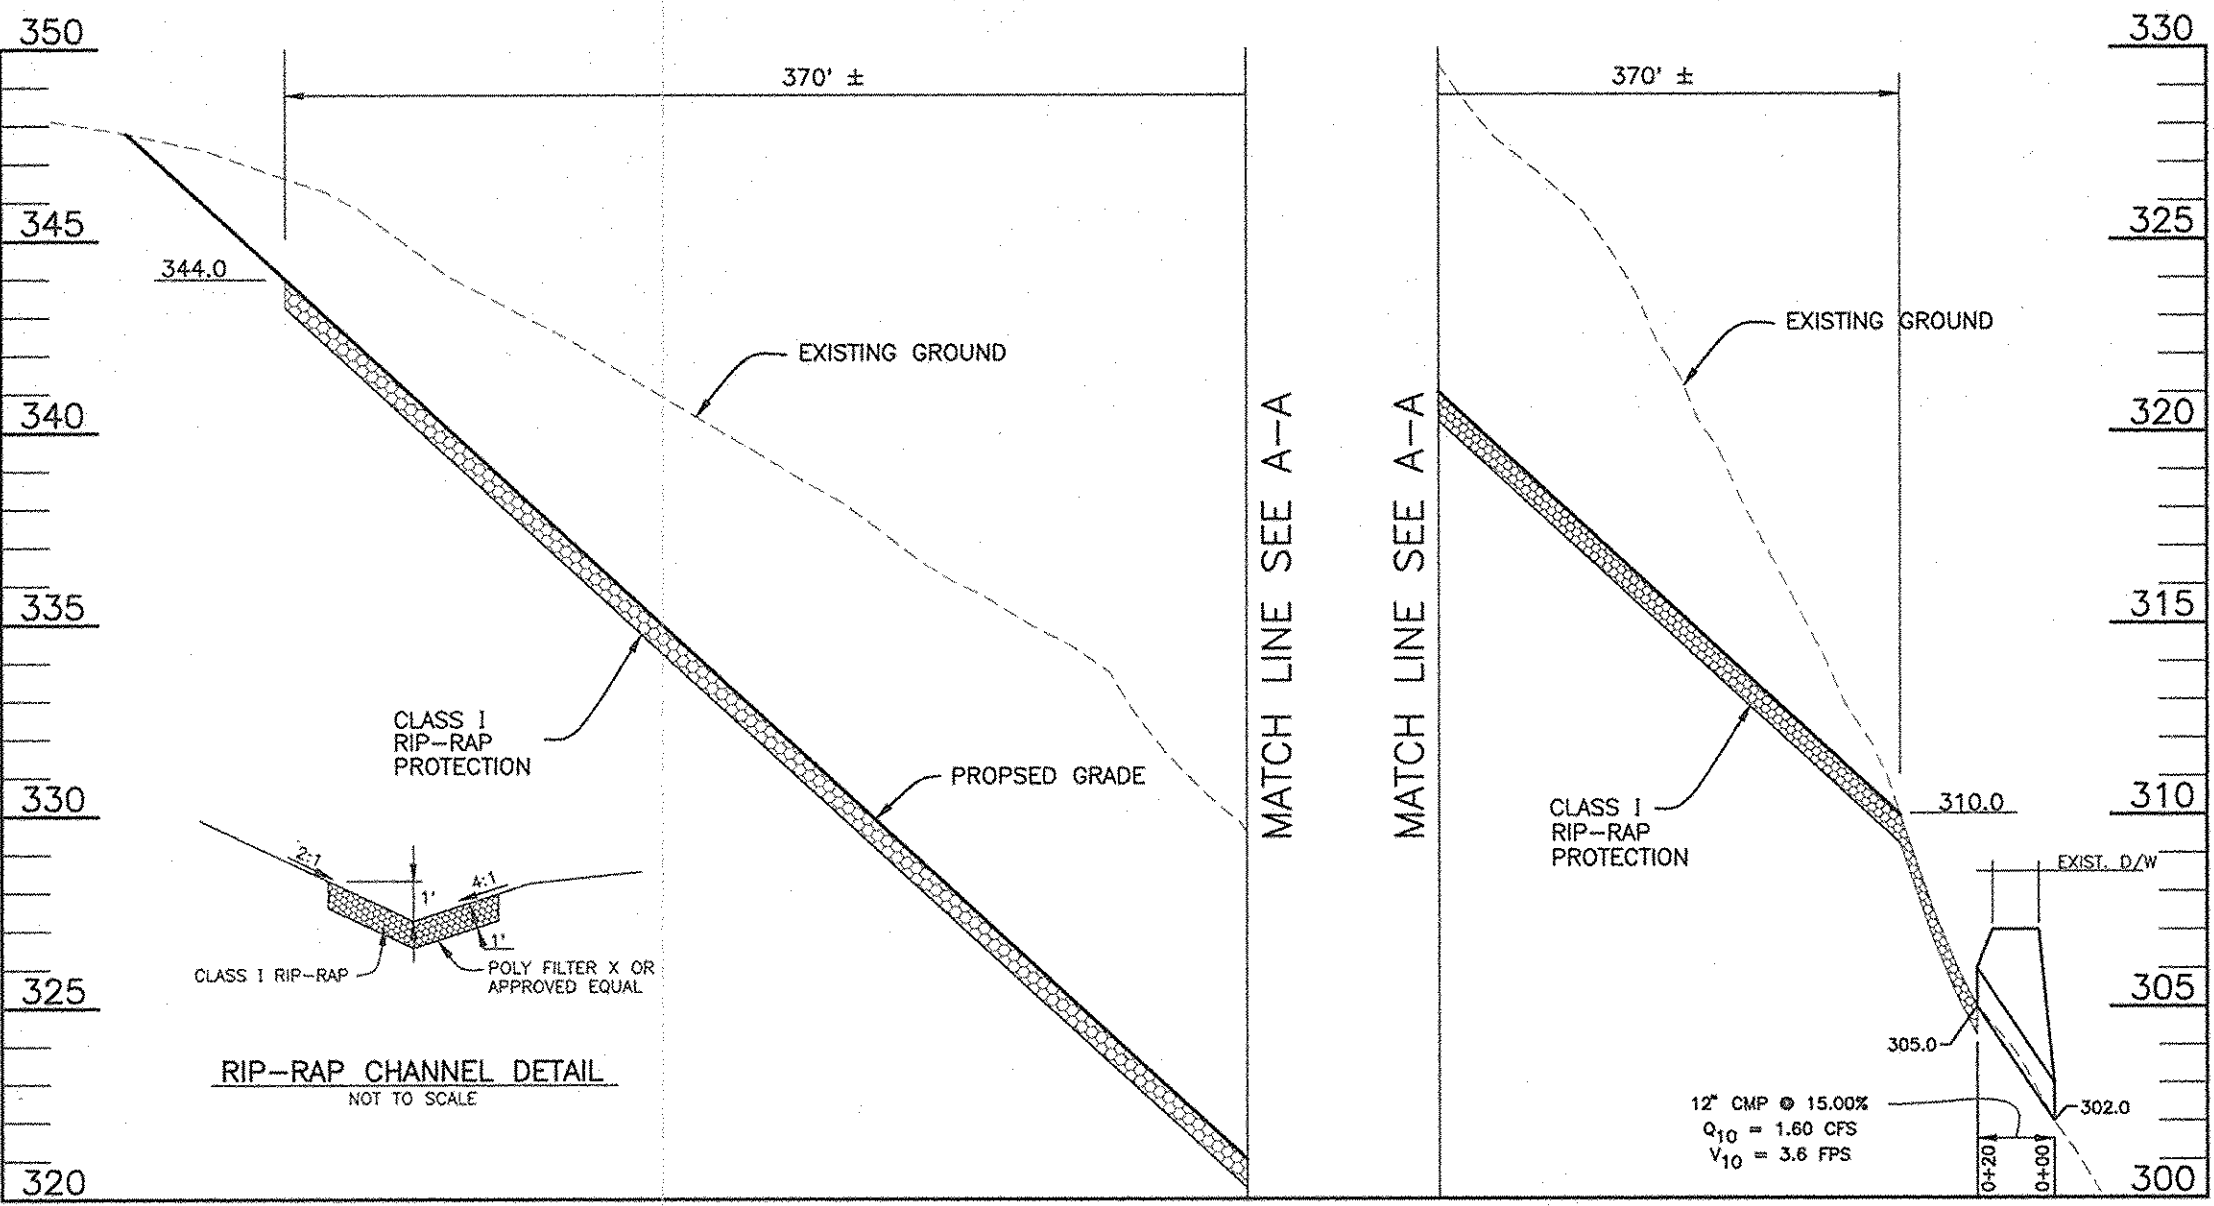 350
345
340
335
330
325
320
370' ±
344.0
EXISTING GROUND
CLASS I
RIP-RAP
PROTECTION
PROPSED GRADE
2:1
4:1
1'
1'
CLASS I RIP-RAP
POLY FILTER X OR
APPROVED EQUAL
RIP-RAP CHANNEL DETAIL
NOT TO SCALE
MATCH LINE SEE A-A
MATCH LINE SEE A-A
370' ±
EXISTING GROUND
CLASS I
RIP-RAP
PROTECTION
310.0
EXIST. D/W
305.0
302.0
12" CMP @ 15.00%
Q10 = 1.60 CFS
V10 = 3.6 FPS
0+20
0+00
330
325
320
315
310
305
300